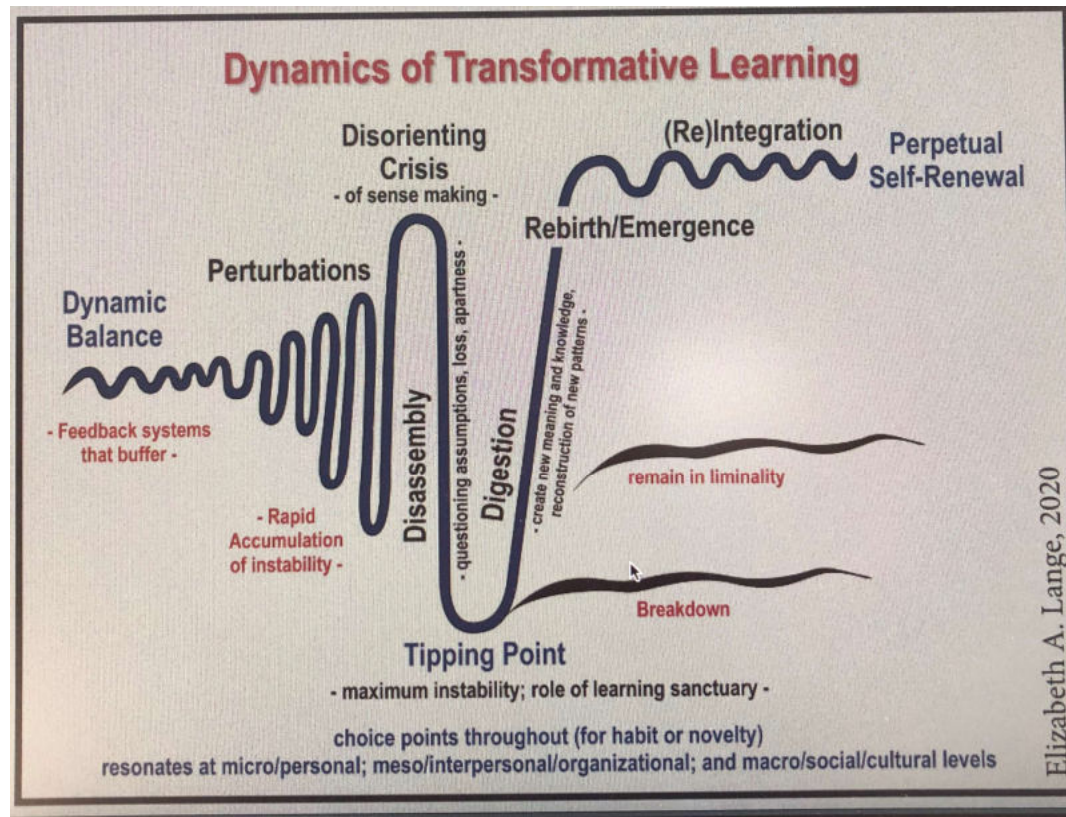 Dynamics of Transformative Learning
Disorienting
Crisis
- of sense making -
(Re)Integration
Perpetual
Self-Renewal
Rebirth/Emergence
Perturbations
Dynamic
Balance
- Feedback systems
that buffer -
- Rapid
Accumulation
of instability -
Disassembly
- questioning assumptions, loss, apartness -
Digestion
- create new meaning and knowledge,
reconstruction of new patterns -
remain in liminality
Breakdown
Tipping Point
- maximum instability; role of learning sanctuary -
choice points throughout (for habit or novelty)
resonates at micro/personal; meso/interpersonal/organizational; and macro/social/cultural levels
Elizabeth A. Lange, 2020